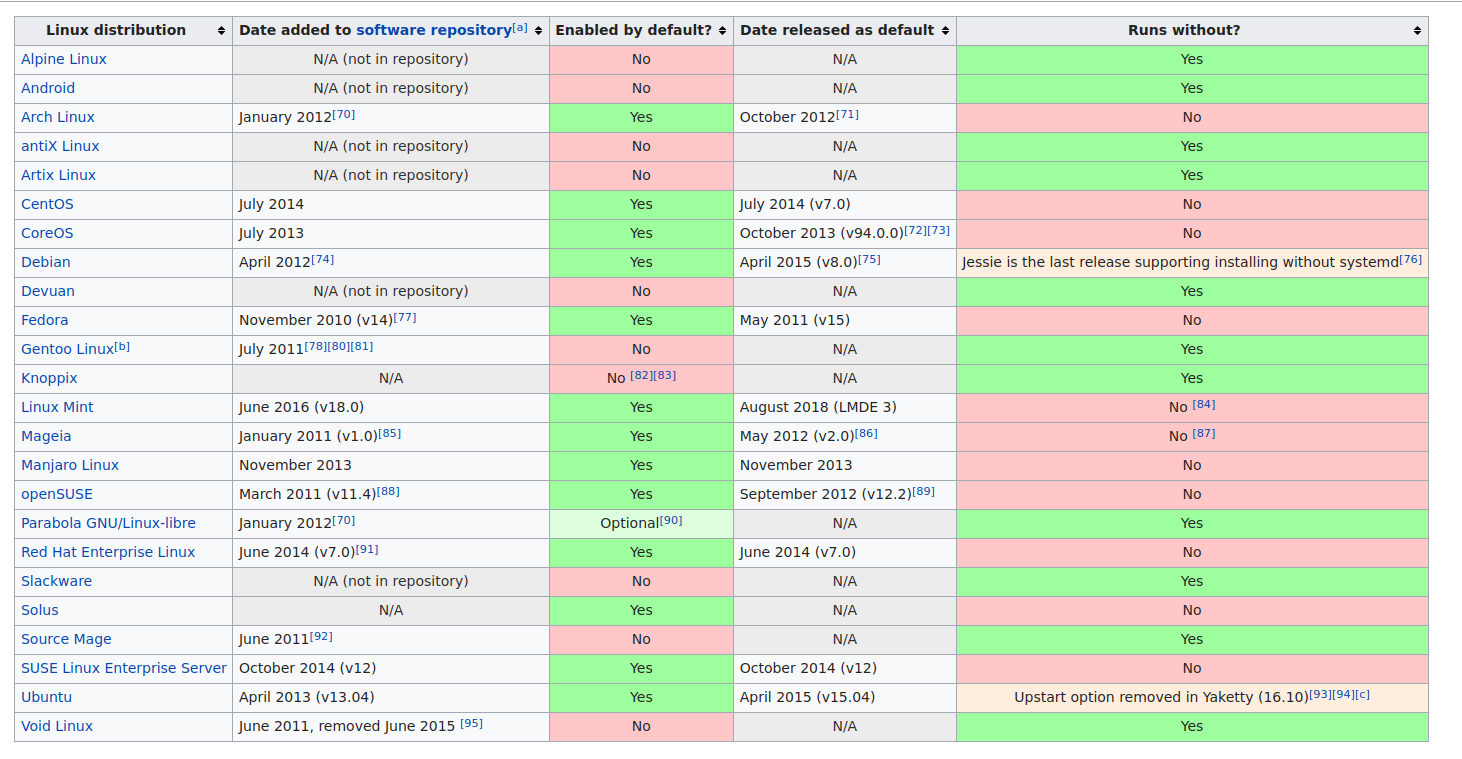 Linux distribution Date added to software repository[a] Enabled by default? Date released as default Runs without?
Alpine Linux N/A (not in repository) No N/A Yes
Android N/A (not in repository) No N/A Yes
Arch Linux January 2012[70] Yes October 2012[71] No
antiX Linux N/A (not in repository) No N/A Yes
Artix Linux N/A (not in repository) No N/A Yes
CentOS July 2014 Yes July 2014 (v7.0) No
CoreOS July 2013 Yes October 2013 (v94.0.0)[72][73] No
Debian April 2012[74] Yes April 2015 (v8.0)[75] Jessie is the last release supporting installing without systemd[76]
Devuan N/A (not in repository) No N/A Yes
Fedora November 2010 (v14)[77] Yes May 2011 (v15) No
Gentoo Linux[b] July 2011[78][80][81] No N/A Yes
Knoppix N/A No [82][83] N/A Yes
Linux Mint June 2016 (v18.0) Yes August 2018 (LMDE 3) No [84]
Mageia January 2011 (v1.0)[85] Yes May 2012 (v2.0)[86] No [87]
Manjaro Linux November 2013 Yes November 2013 No
openSUSE March 2011 (v11.4)[88] Yes September 2012 (v12.2)[89] No
Parabola GNU/Linux-libre January 2012[70] Optional[90] N/A Yes
Red Hat Enterprise Linux June 2014 (v7.0)[91] Yes June 2014 (v7.0) No
Slackware N/A (not in repository) No N/A Yes
Solus N/A Yes N/A No
Source Mage June 2011[92] No N/A Yes
SUSE Linux Enterprise Server October 2014 (v12) Yes October 2014 (v12) No
Ubuntu April 2013 (v13.04) Yes April 2015 (v15.04) Upstart option removed in Yaketty (16.10)[93][94][c]
Void Linux June 2011, removed June 2015 [95] No N/A Yes